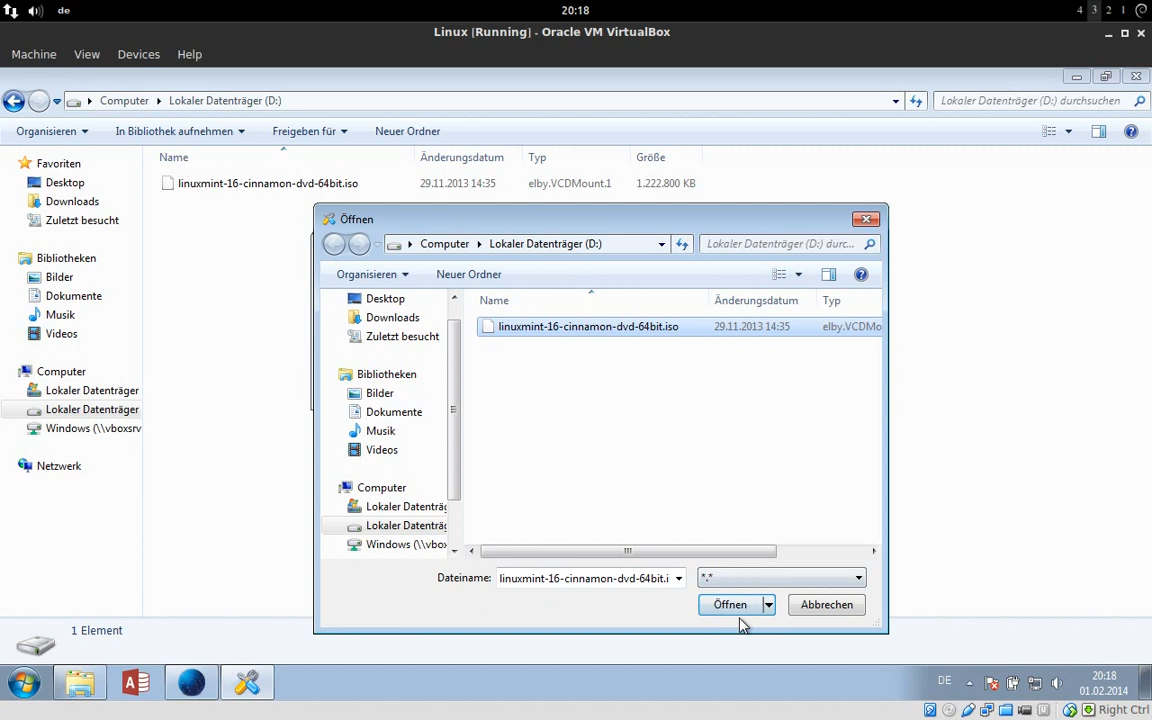 de
20:18
4 3 2 1
Linux [Running] - Oracle VM VirtualBox
Machine View Devices Help
Computer Lokaler Datenträger (D:)
Lokaler Datenträger (D:) durchsuchen
Organisieren In Bibliothek aufnehmen Freigeben für Neuer Ordner
Favoriten
Desktop
Downloads
Zuletzt besucht
Bibliotheken
Bilder
Dokumente
Musik
Videos
Computer
Lokaler Datenträger
Lokaler Datenträger
Windows (\\vboxsrv
Netzwerk
Name Änderungsdatum Typ Größe
linuxmint-16-cinnamon-dvd-64bit.iso 29.11.2013 14:35 elby.VCDMount.1 1.222.800 KB
Öffnen
Computer Lokaler Datenträger (D:)
Lokaler Datenträger (D:) durc...
Organisieren Neuer Ordner
Desktop
Downloads
Zuletzt besucht
Bibliotheken
Bilder
Dokumente
Musik
Videos
Computer
Lokaler Datenträg
Lokaler Datenträg
Windows (\\vbox
Name Änderungsdatum Typ
linuxmint-16-cinnamon-dvd-64bit.iso 29.11.2013 14:35 elby.VCDMo
Dateiname: linuxmint-16-cinnamon-dvd-64bit.i *.*
Öffnen Abbrechen
1 Element
DE
20:18
01.02.2014
Right Ctrl